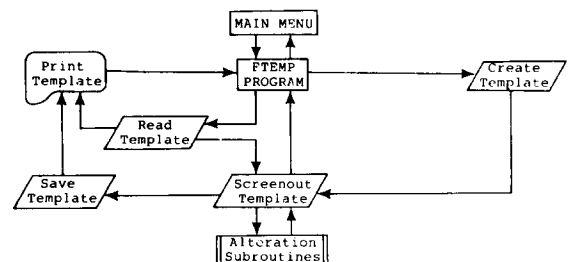 MAIN MENU
Print
Template
FTEMP
PROGRAM
Create
Template
Read
Template
Save
Template
Screenout
Template
Alteration
Subroutines